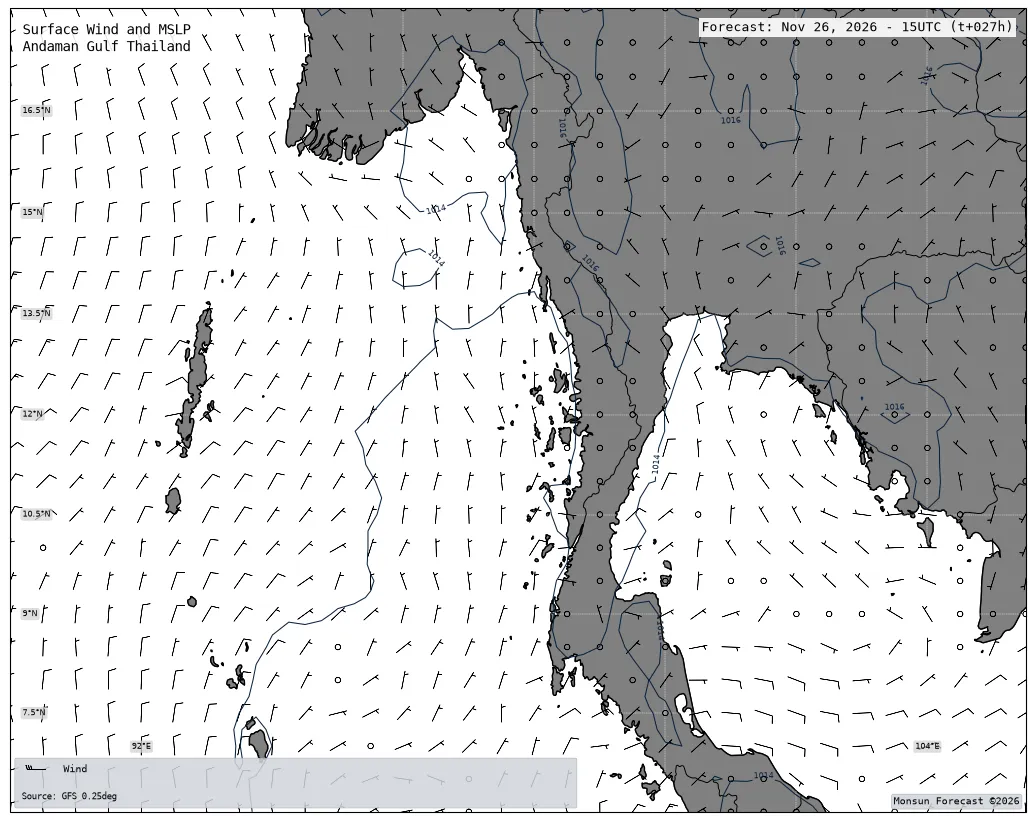 Surface Wind and MSLP
Andaman Gulf Thailand
Forecast: Nov 26, 2026 - 15UTC (t+027h)
1016
16.5°N
1016
1016
15°N
1014
1016
1014
1016
13.5°N
12°N
1016
1014
10.5°N
9°N
7.5°N
92°E
104°E
Wind
1014
Source: GFS 0.25deg
Monsun Forecast ©2026